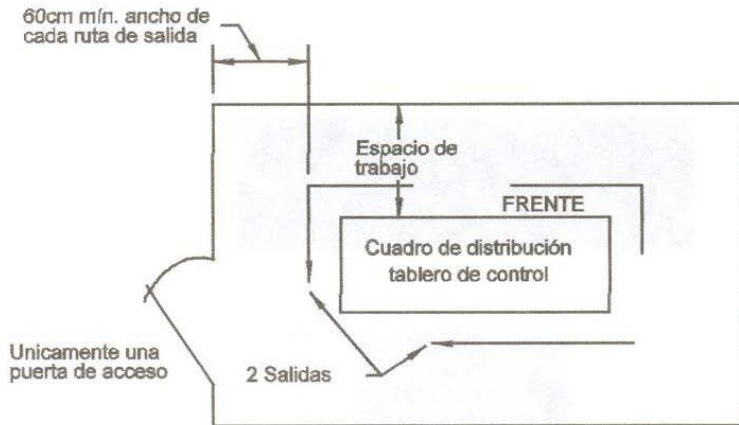 60cm mín. ancho de
cada ruta de salida
Espacio de
trabajo
FRENTE
Cuadro de distribución
tablero de control
Unicamente una
puerta de acceso
2 Salidas